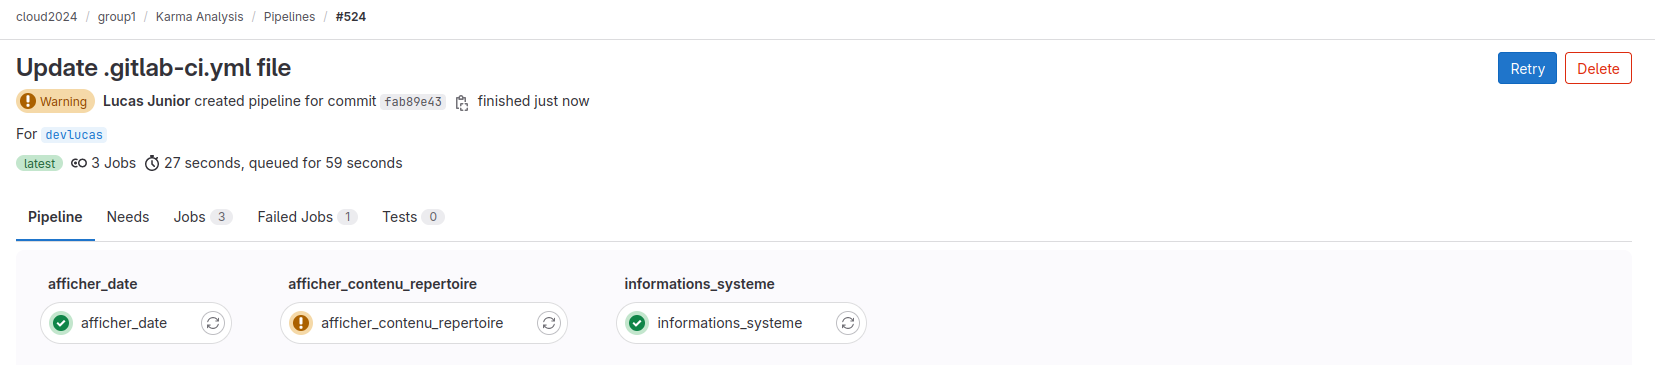 cloud2024 / group1 / Karma Analysis / Pipelines / #524
Update .gitlab-ci.yml file
Retry
Delete
Warning Lucas Junior created pipeline for commit fab89e43 finished just now
For devlucas
latest 3 Jobs 27 seconds, queued for 59 seconds
Pipeline Needs Jobs 3 Failed Jobs 1 Tests 0
afficher_date afficher_contenu_repertoire informations_systeme
afficher_date afficher_contenu_repertoire informations_systeme